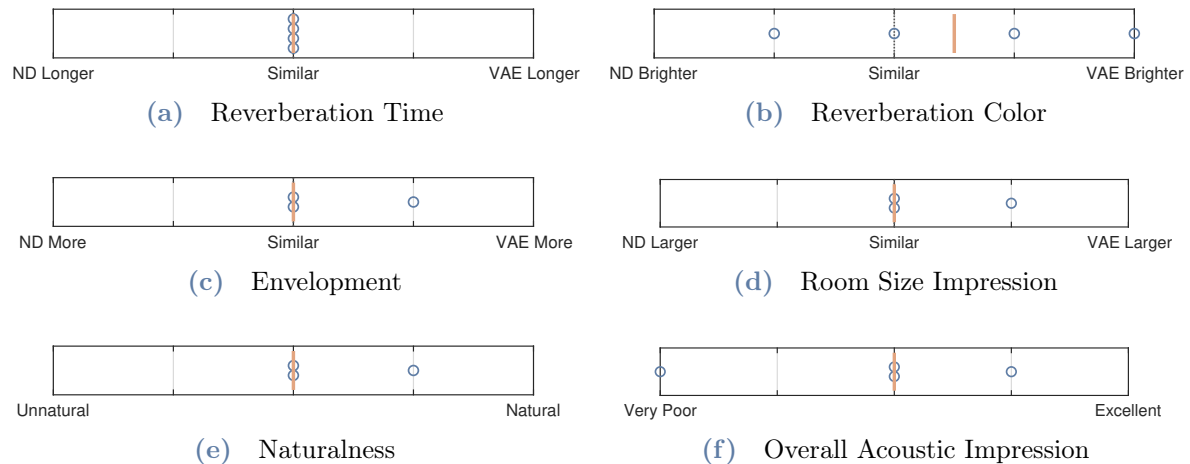 ND Longer Similar VAE Longer
(a) Reverberation Time
ND Brighter Similar VAE Brighter
(b) Reverberation Color
ND More Similar VAE More
(c) Envelopment
ND Larger Similar VAE Larger
(d) Room Size Impression
Unnatural Natural
(e) Naturalness
Very Poor Excellent
(f) Overall Acoustic Impression